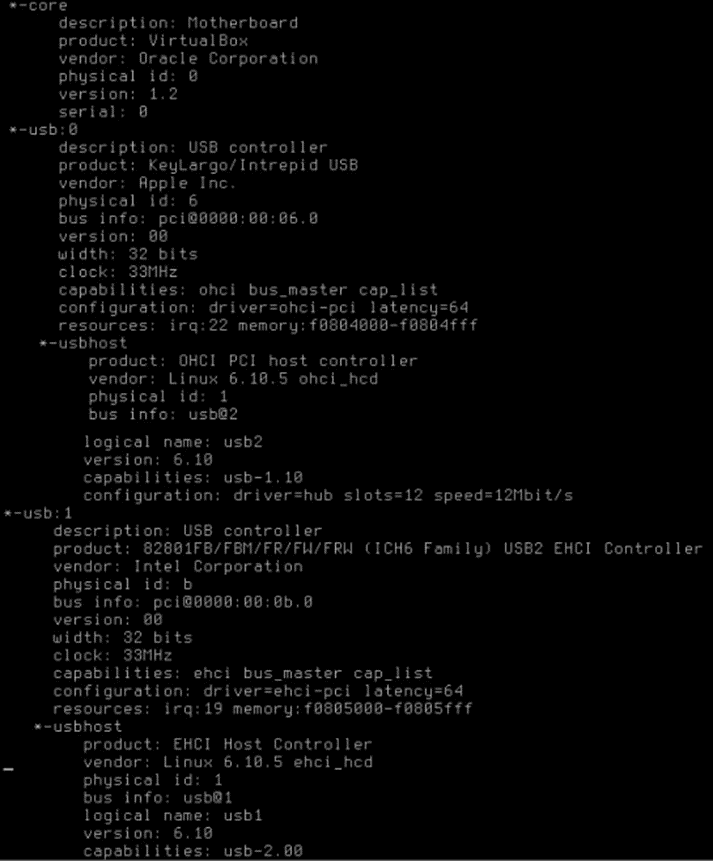 *-core
description: Motherboard
product: VirtualBox
vendor: Oracle Corporation
physical id: 0
version: 1.2
serial: 0
*-usb:0
description: USB controller
product: KeyLargo/Intrepid USB
vendor: Apple Inc.
physical id: 6
bus info: pci@0000:00:06.0
version: 00
width: 32 bits
clock: 33MHz
capabilities: ohci bus_master cap_list
configuration: driver=ohci-pci latency=64
resources: irq:22 memory:f0804000-f0804fff
*-usbhost
product: OHCI PCI host controller
vendor: Linux 6.10.5 ohci_hcd
physical id: 1
bus info: usb@2
logical name: usb2
version: 6.10
capabilities: usb-1.10
configuration: driver=hub slots=12 speed=12Mbit/s
*-usb:1
description: USB controller
product: 82801FB/FBM/FR/FW/FRW (ICH6 Family) USB2 EHCI Controller
vendor: Intel Corporation
physical id: b
bus info: pci@0000:00:0b.0
version: 00
width: 32 bits
clock: 33MHz
capabilities: ehci bus_master cap_list
configuration: driver=ehci-pci latency=64
resources: irq:19 memory:f0805000-f0805fff
*-usbhost
product: EHCI Host Controller
vendor: Linux 6.10.5 ehci_hcd
physical id: 1
bus info: usb@1
logical name: usb1
version: 6.10
capabilities: usb-2.00